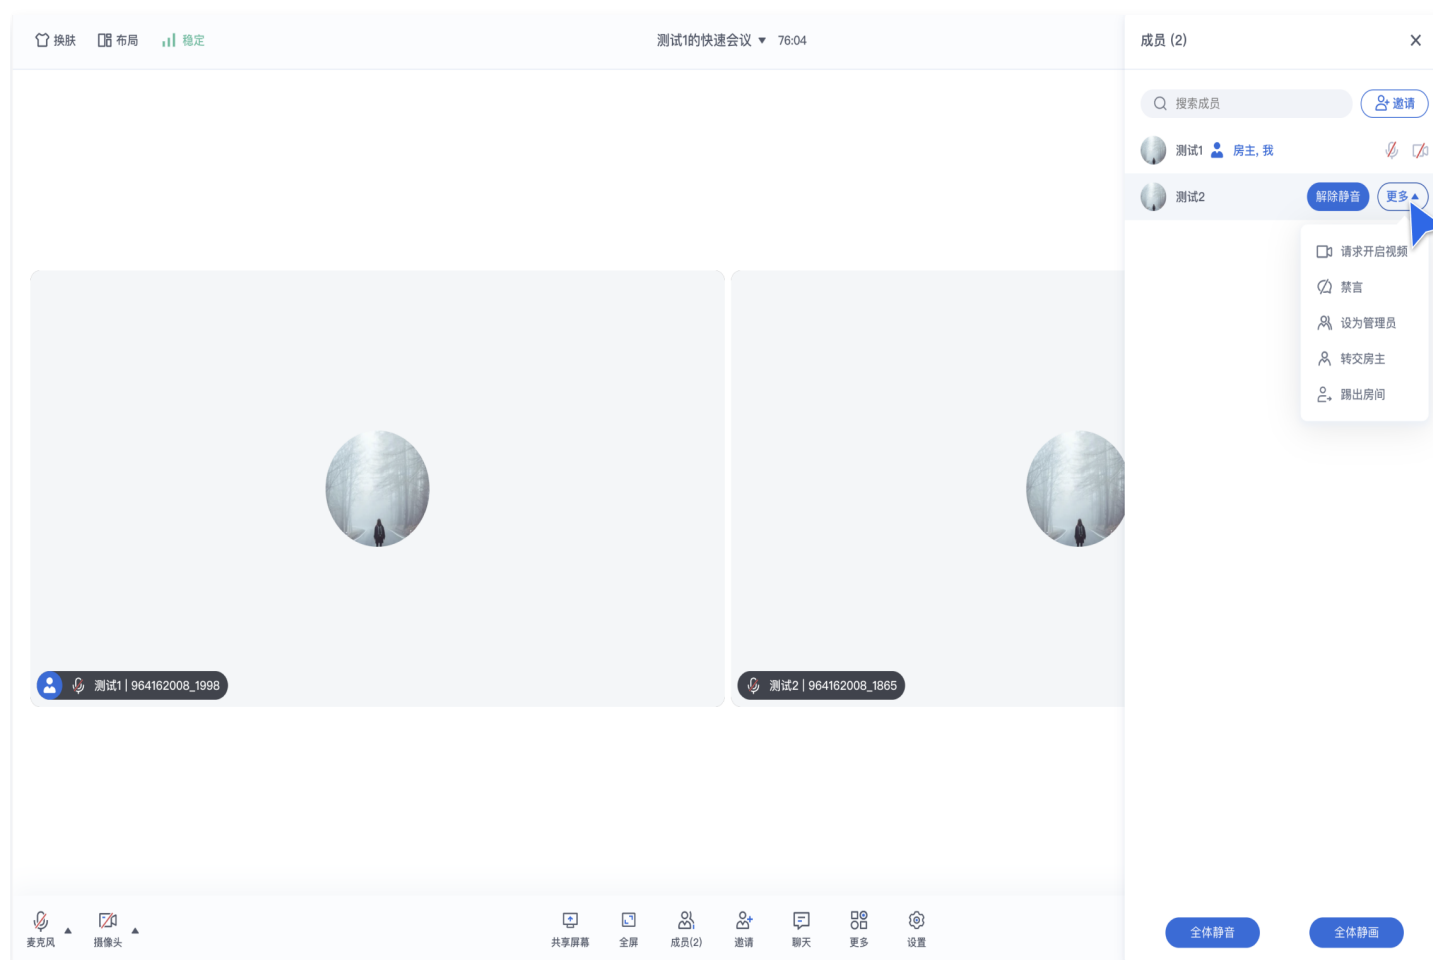 换肤 布局 稳定
测试1的快速会议 76:04
成员 (2)
搜索成员 邀请
测试1 房主, 我
测试2 解除静音 更多
请求开启视频
禁言
设为管理员
转交房主
踢出房间
测试1 | 964162008_1998
测试2 | 964162008_1865
麦克风 摄像头 共享屏幕 全屏 成员(2) 邀请 聊天 更多 设置
全体静音 全体静画